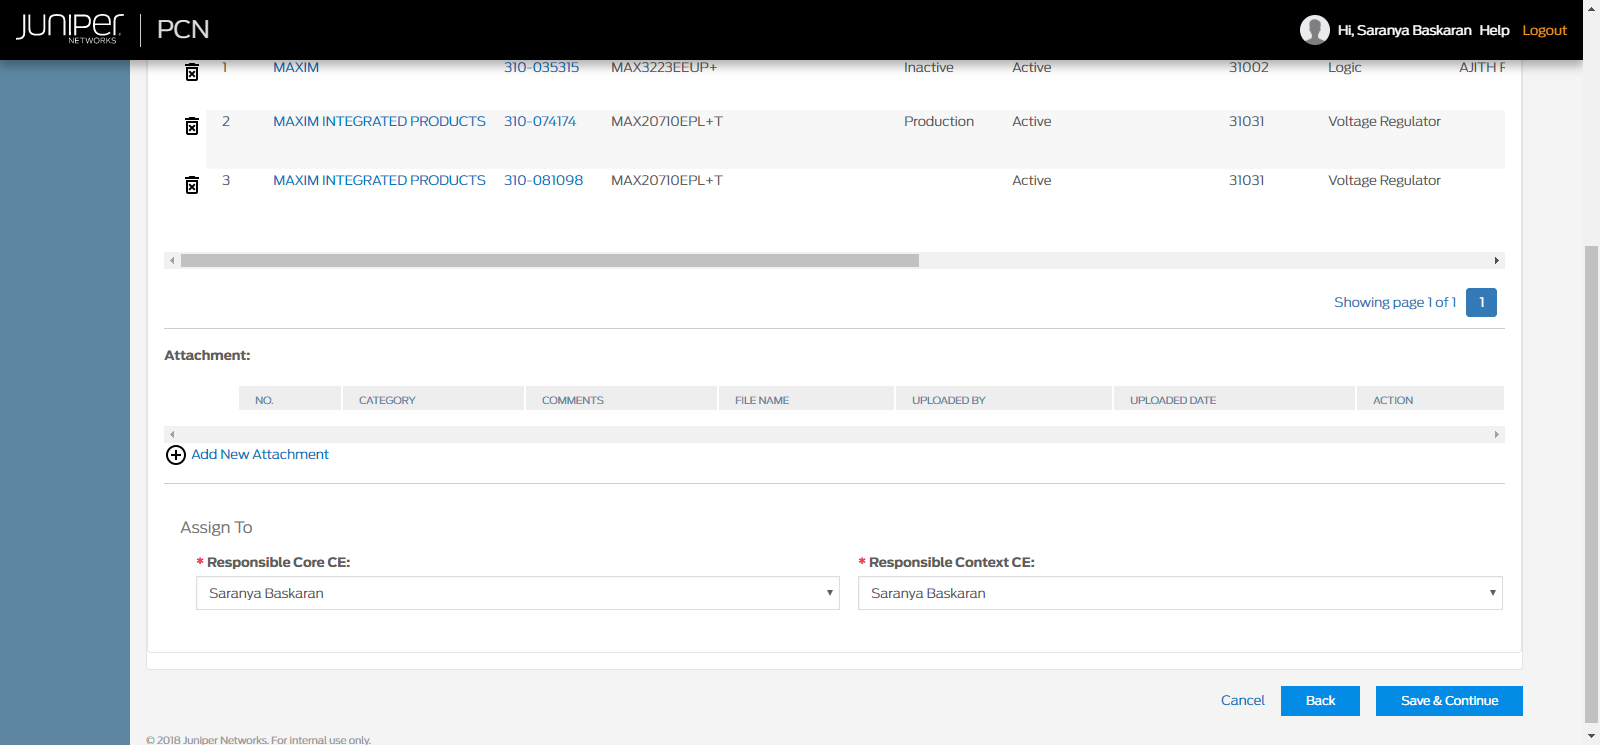 JUNIPER NETWORKS PCN Hi, Saranya Baskaran Help Logout
1 MAXIM 310-035315 MAX3223EEUP+ Inactive Active 31002 Logic AJITH R
2 MAXIM INTEGRATED PRODUCTS 310-074174 MAX20710EPL+T Production Active 31031 Voltage Regulator
3 MAXIM INTEGRATED PRODUCTS 310-081098 MAX20710EPL+T Active 31031 Voltage Regulator
Showing page 1 of 1 1
Attachment:
NO. CATEGORY COMMENTS FILE NAME UPLOADED BY UPLOADED DATE ACTION
Add New Attachment
Assign To
* Responsible Core CE: * Responsible Context CE:
Saranya Baskaran Saranya Baskaran
Cancel Back Save & Continue
© 2018 Juniper Networks. For internal use only.